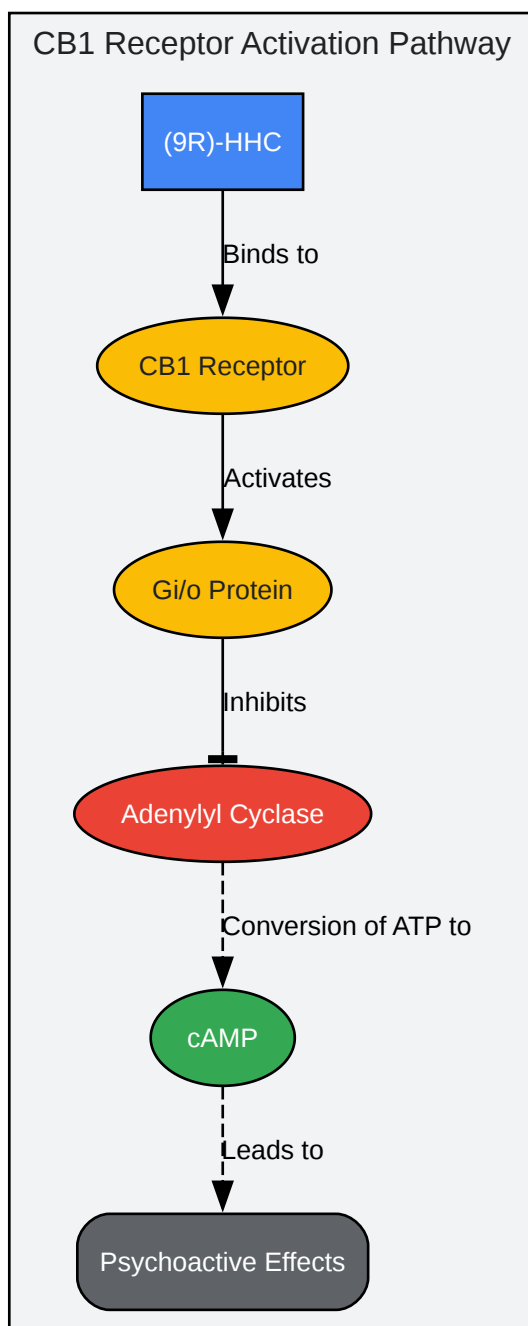 CB1 Receptor Activation Pathway
(9R)-HHC
Binds to
CB1 Receptor
Activates
Gi/o Protein
Inhibits
Adenylyl Cyclase
Conversion of ATP to
cAMP
Leads to
Psychoactive Effects